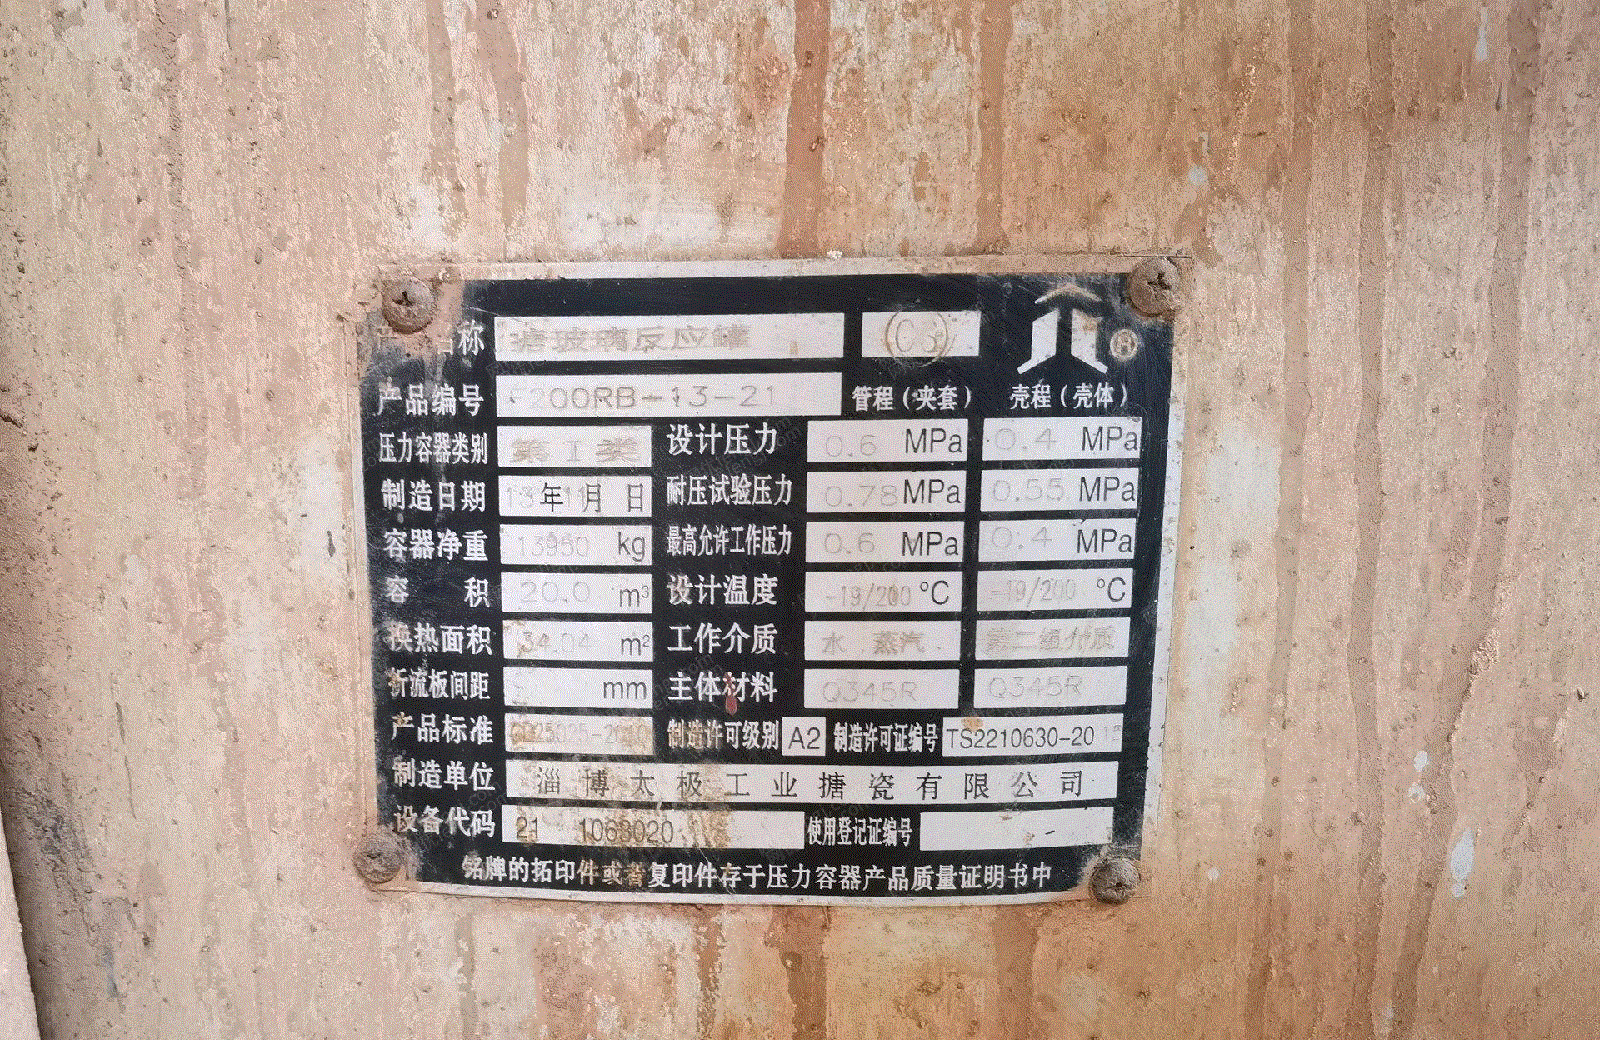 名称 搪玻璃反应罐 C3 ®
产品编号 200RB-13-21 管程(夹套) 壳程(壳体)
压力容器类别 第I类 设计压力 0.6 MPa 0.4 MPa
制造日期 13年11月 日 耐压试验压力 0.78 MPa 0.55 MPa
容器净重 13950 kg 最高允许工作压力 0.6 MPa 0.4 MPa
容 积 20.0 m³ 设计温度 -19/200 ℃ -19/200 ℃
换热面积 34.04 m² 工作介质 水 蒸汽 第二组介质
折流板间距 mm 主体材料 Q345R Q345R
产品标准 制造许可级别 A2 制造许可证编号 TS2210630-2015
制造单位 淄博太极工业搪瓷有限公司
设备代码 21 1063020 使用登记证编号 -
铭牌的拓印件或者复印件存于压力容器产品质量证明书中